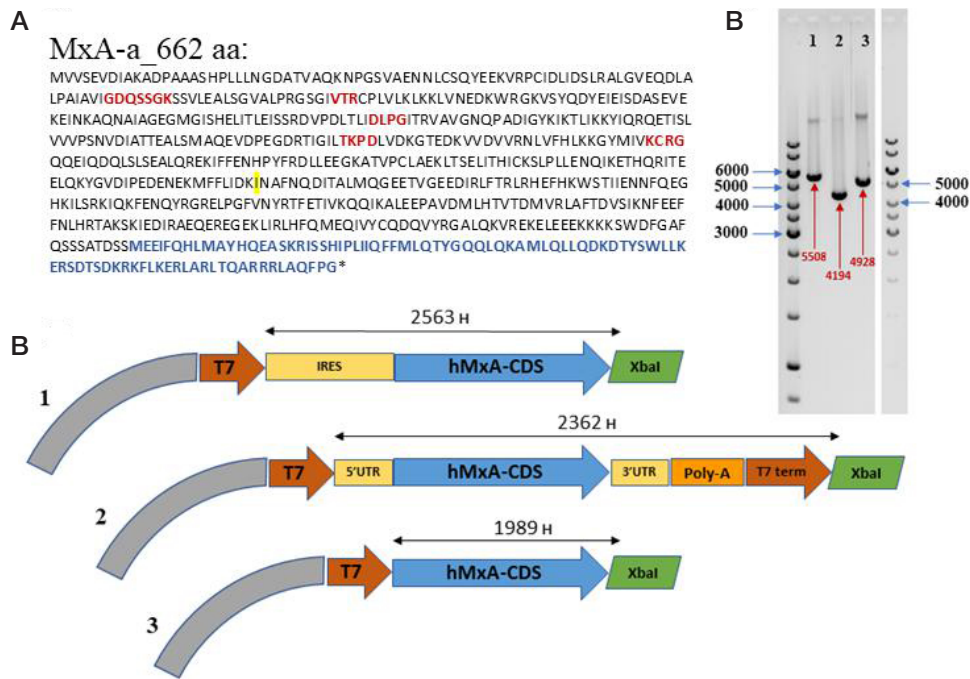 A
MxA-a_662 aa:
MVVSEVDIAKADPAAASHPLLLNGDATVAQKNPGSVAENNLCSQYEEKVRPCIDLIDSLRALGVEQDLA
LPAIAVIGDQSSGKSSVLEALSGVALPRGSGIVTRCPLVLKLKKLVNEDKWRGKVSYQDYEIEISDASEVE
KEINKAQNAIAGEGMGISHELITLEISSRDVPDLTLIDLPGITRVAVGNQPADIGYKIKTLIKKYIQRQETISL
VVVPSNVDIATTEALSMAQEVDPEGDRTIGILTKPDLVDKGTEDKVVDVVRNLVFHLKKGYMIVKCRG
QQEIQDQLSLSEALQREKIFFENHPYFRDLLEEGKATVPCLAEKLTSELITHICKSLPLLENQIKETHQRITE
ELQKYGVDIPEDENEKMFFLIDKINAFNQDITALMQGEETVGEEDIRLFTRLRHEFHKWSTIIENNFQEG
HKILSRKIQKFENQYRGRELPGFVNYRTFETIVKQQIKALEEPAVDMLHTVTDMVRLAFTDVSIKNFEEF
FNLHRTAKSKIEDIRAEQEREGEKLIRLHFQMEQIVYCQDQVYRGALQKVREKELEEEKKKKSWDFGAF
QSSSATDSSMEEIFQHLMAYHQEASKRISSHIPLIIQFFMLQTYGQQLQKAMLQLLQDKDTYSWLLK
ERSDTSDKRKFLKERLARLTQARRRLAQFPG*
B
1 2 3
6000
5000
4000
3000
5508
4194
4928
5000
4000
B
2563 н
T7
IRES
hMxA-CDS
XbaI
1
2362 н
T7
5'UTR
hMxA-CDS
3'UTR
Poly-A
T7 term
XbaI
2
1989 н
T7
hMxA-CDS
XbaI
3